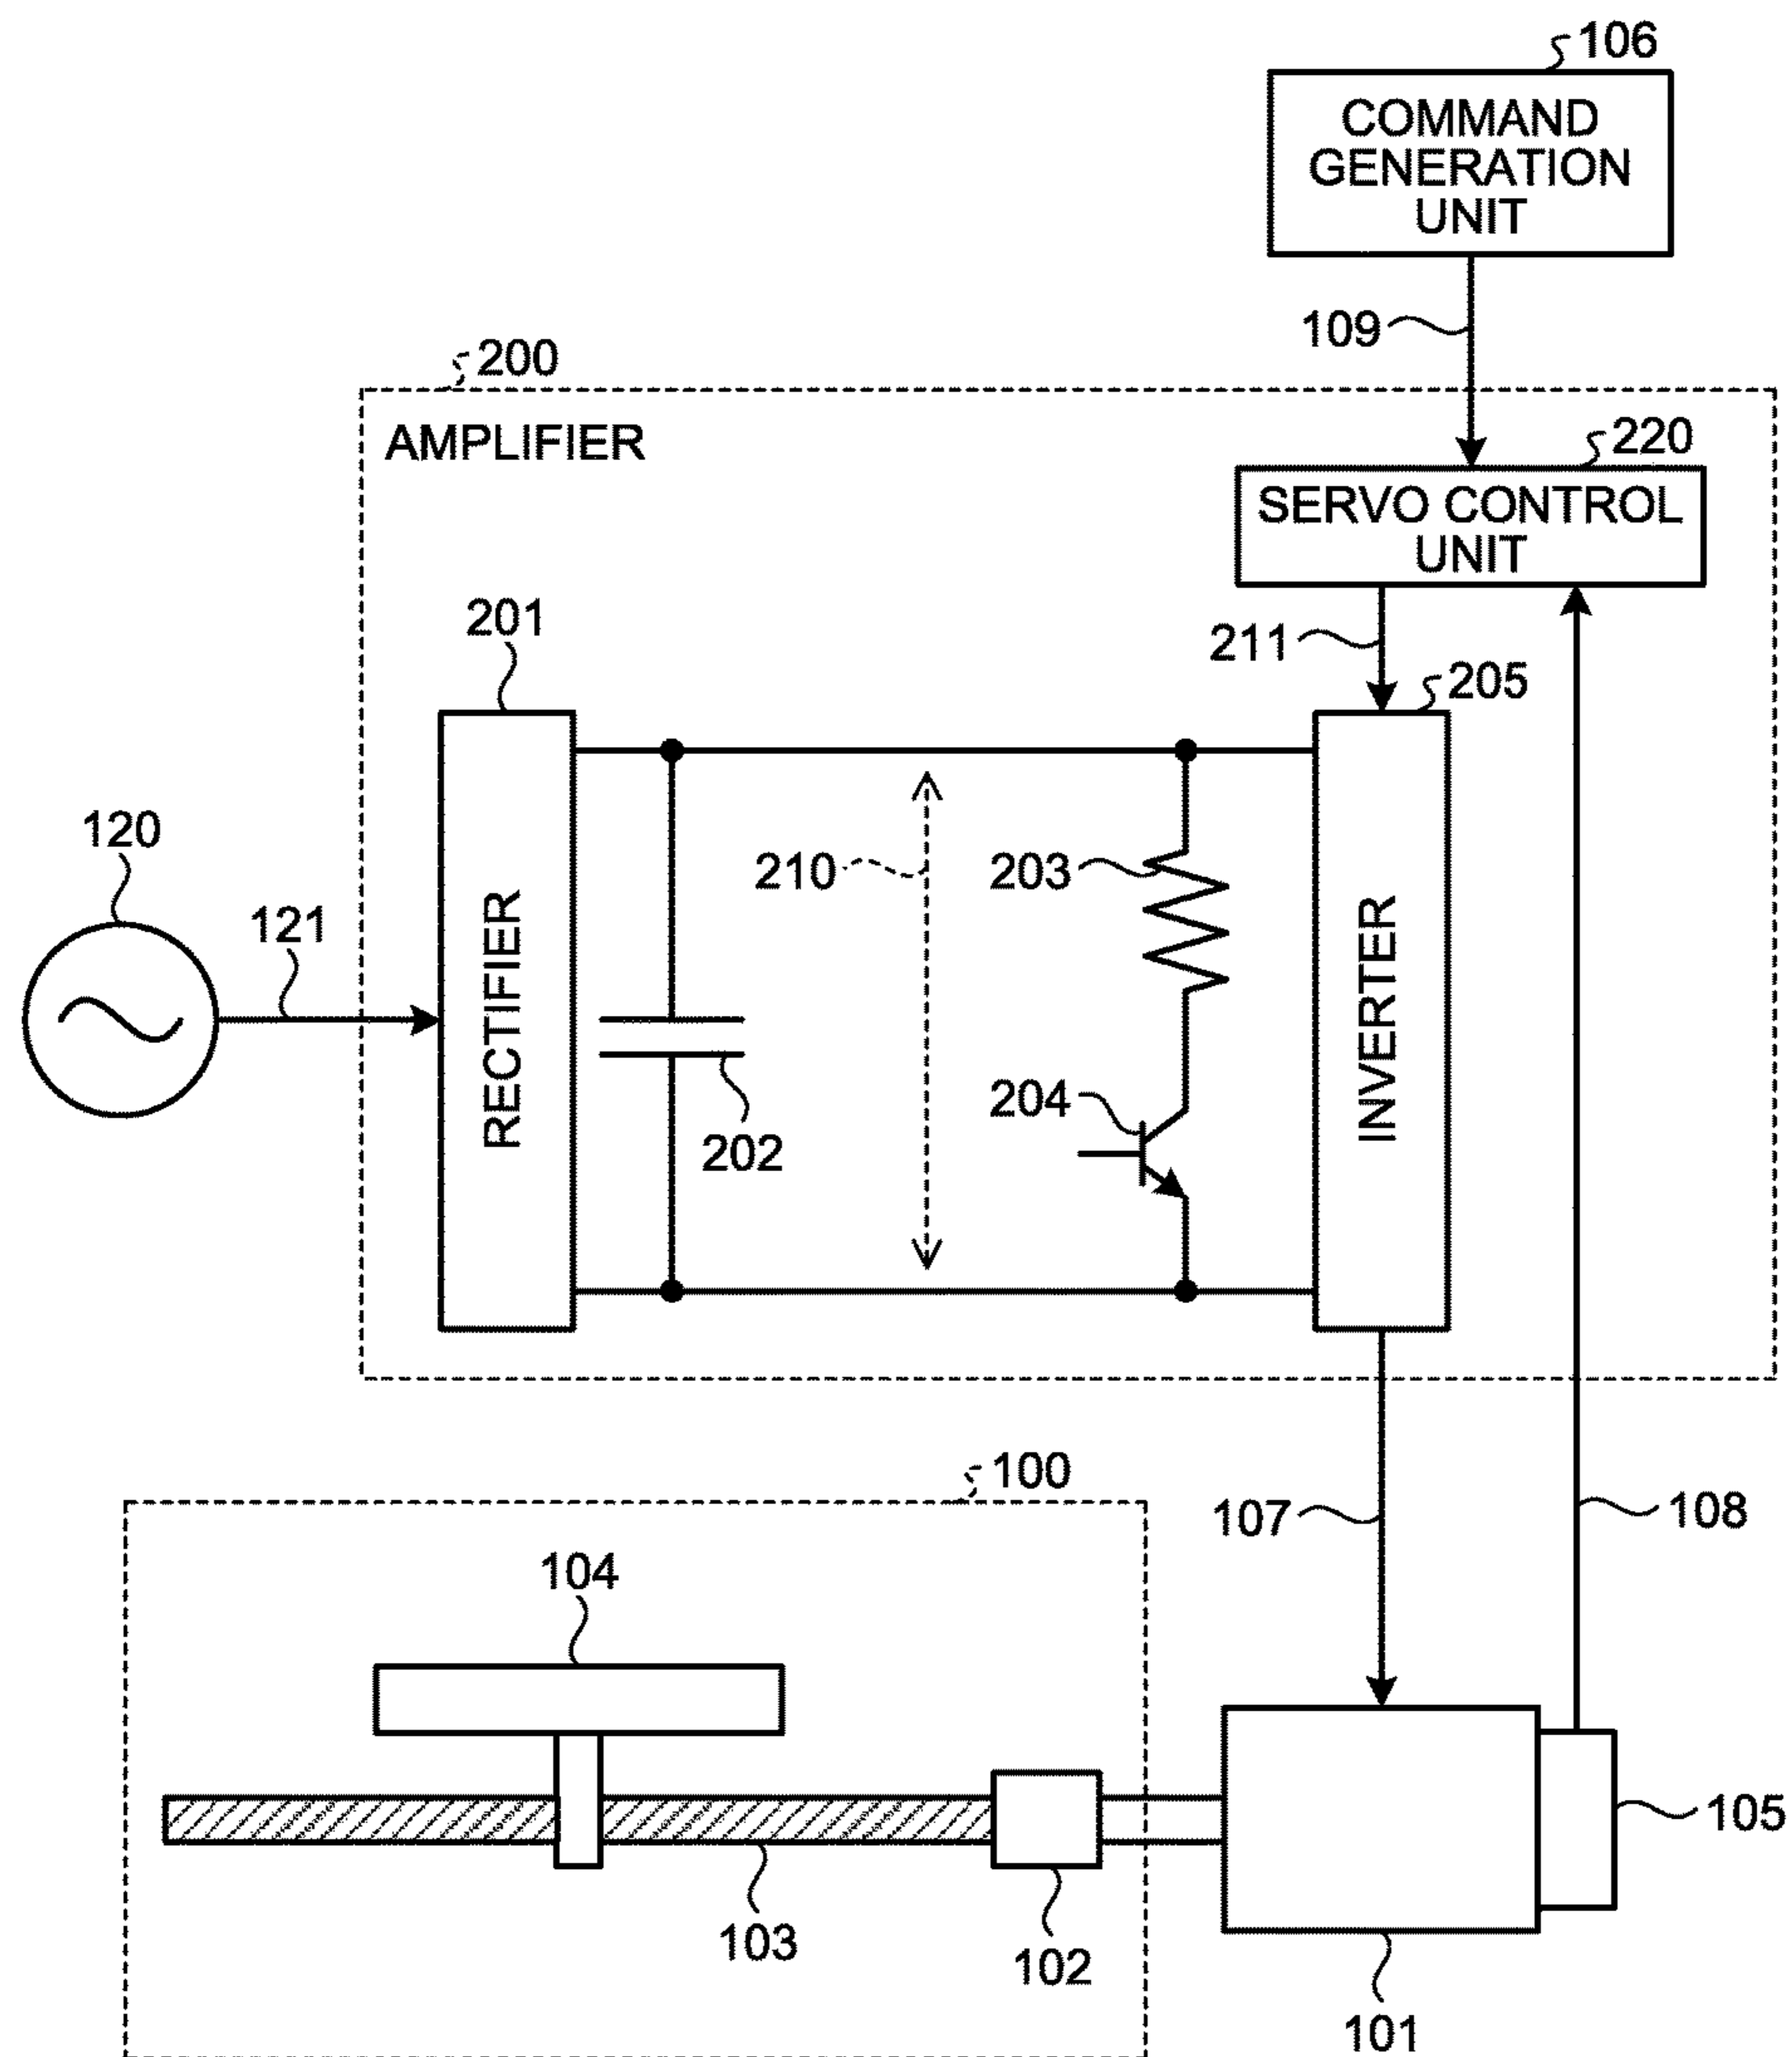 106
COMMAND
GENERATION
UNIT
109
200
AMPLIFIER
220
SERVO CONTROL
UNIT
201
211
205
120
121
210
203
RECTIFIER
INVERTER
204
202
100
107
108
104
105
103
102
101